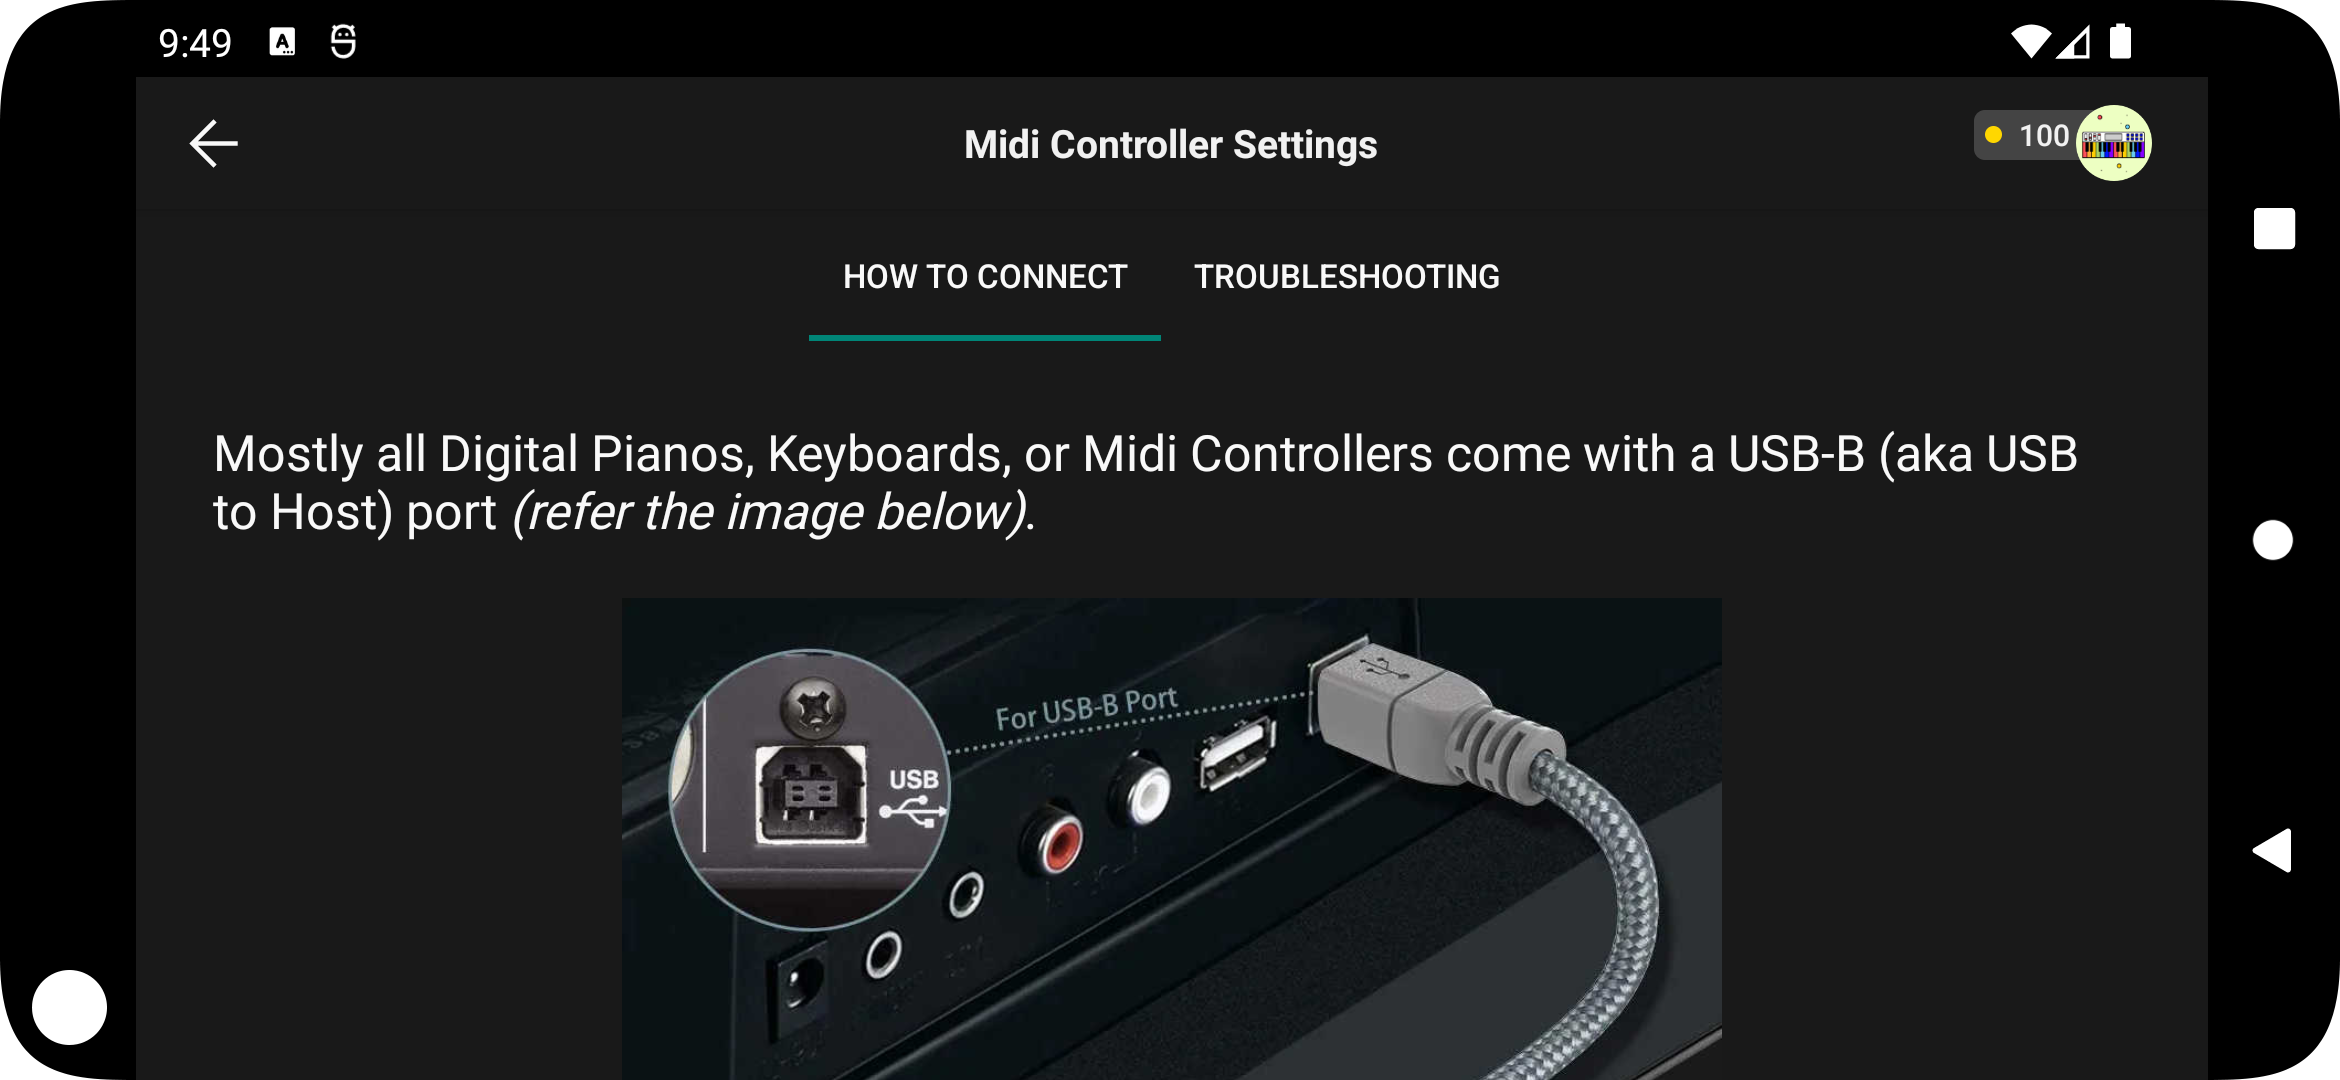 9:49
Midi Controller Settings
100
HOW TO CONNECT
TROUBLESHOOTING
Mostly all Digital Pianos, Keyboards, or Midi Controllers come with a USB-B (aka USB
to Host) port (refer the image below).
For USB-B Port
USB